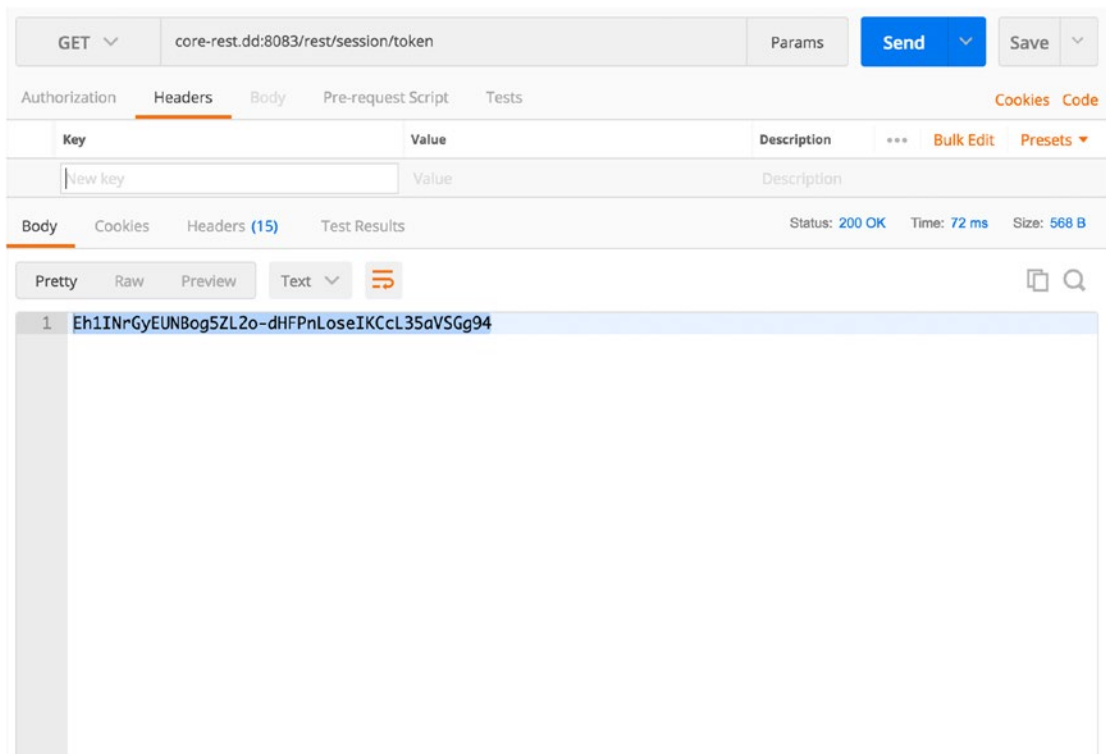 GET core-rest.dd:8083/rest/session/token Params Send Save
Authorization Headers Body Pre-request Script Tests Cookies Code
Key Value Description ••• Bulk Edit Presets
New key Value Description
Body Cookies Headers (15) Test Results Status: 200 OK Time: 72 ms Size: 568 B
Pretty Raw Preview Text
1 Eh1INrGyEUNBog5ZL2o-dHFPnLoseIKCcL35aVSGg94